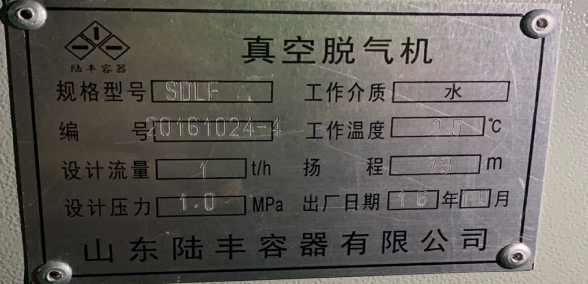 陆丰容器
真空脱气机
规格型号 SDLF 工作介质 水
编 号 20161024-4 工作温度 25 ℃
设计流量 1 t/h 扬 程 m
设计压力 1.0 MPa 出厂日期 16 年 月
山东陆丰容器有限公司